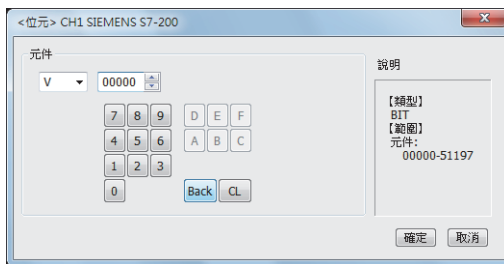 <位元> CH1 SIEMENS S7-200
元件
V 00000
7 8 9 D E F
4 5 6 A B C
1 2 3
0 Back CL
說明
【類型】
BIT
【範圍】
元件:
00000-51197
確定 取消